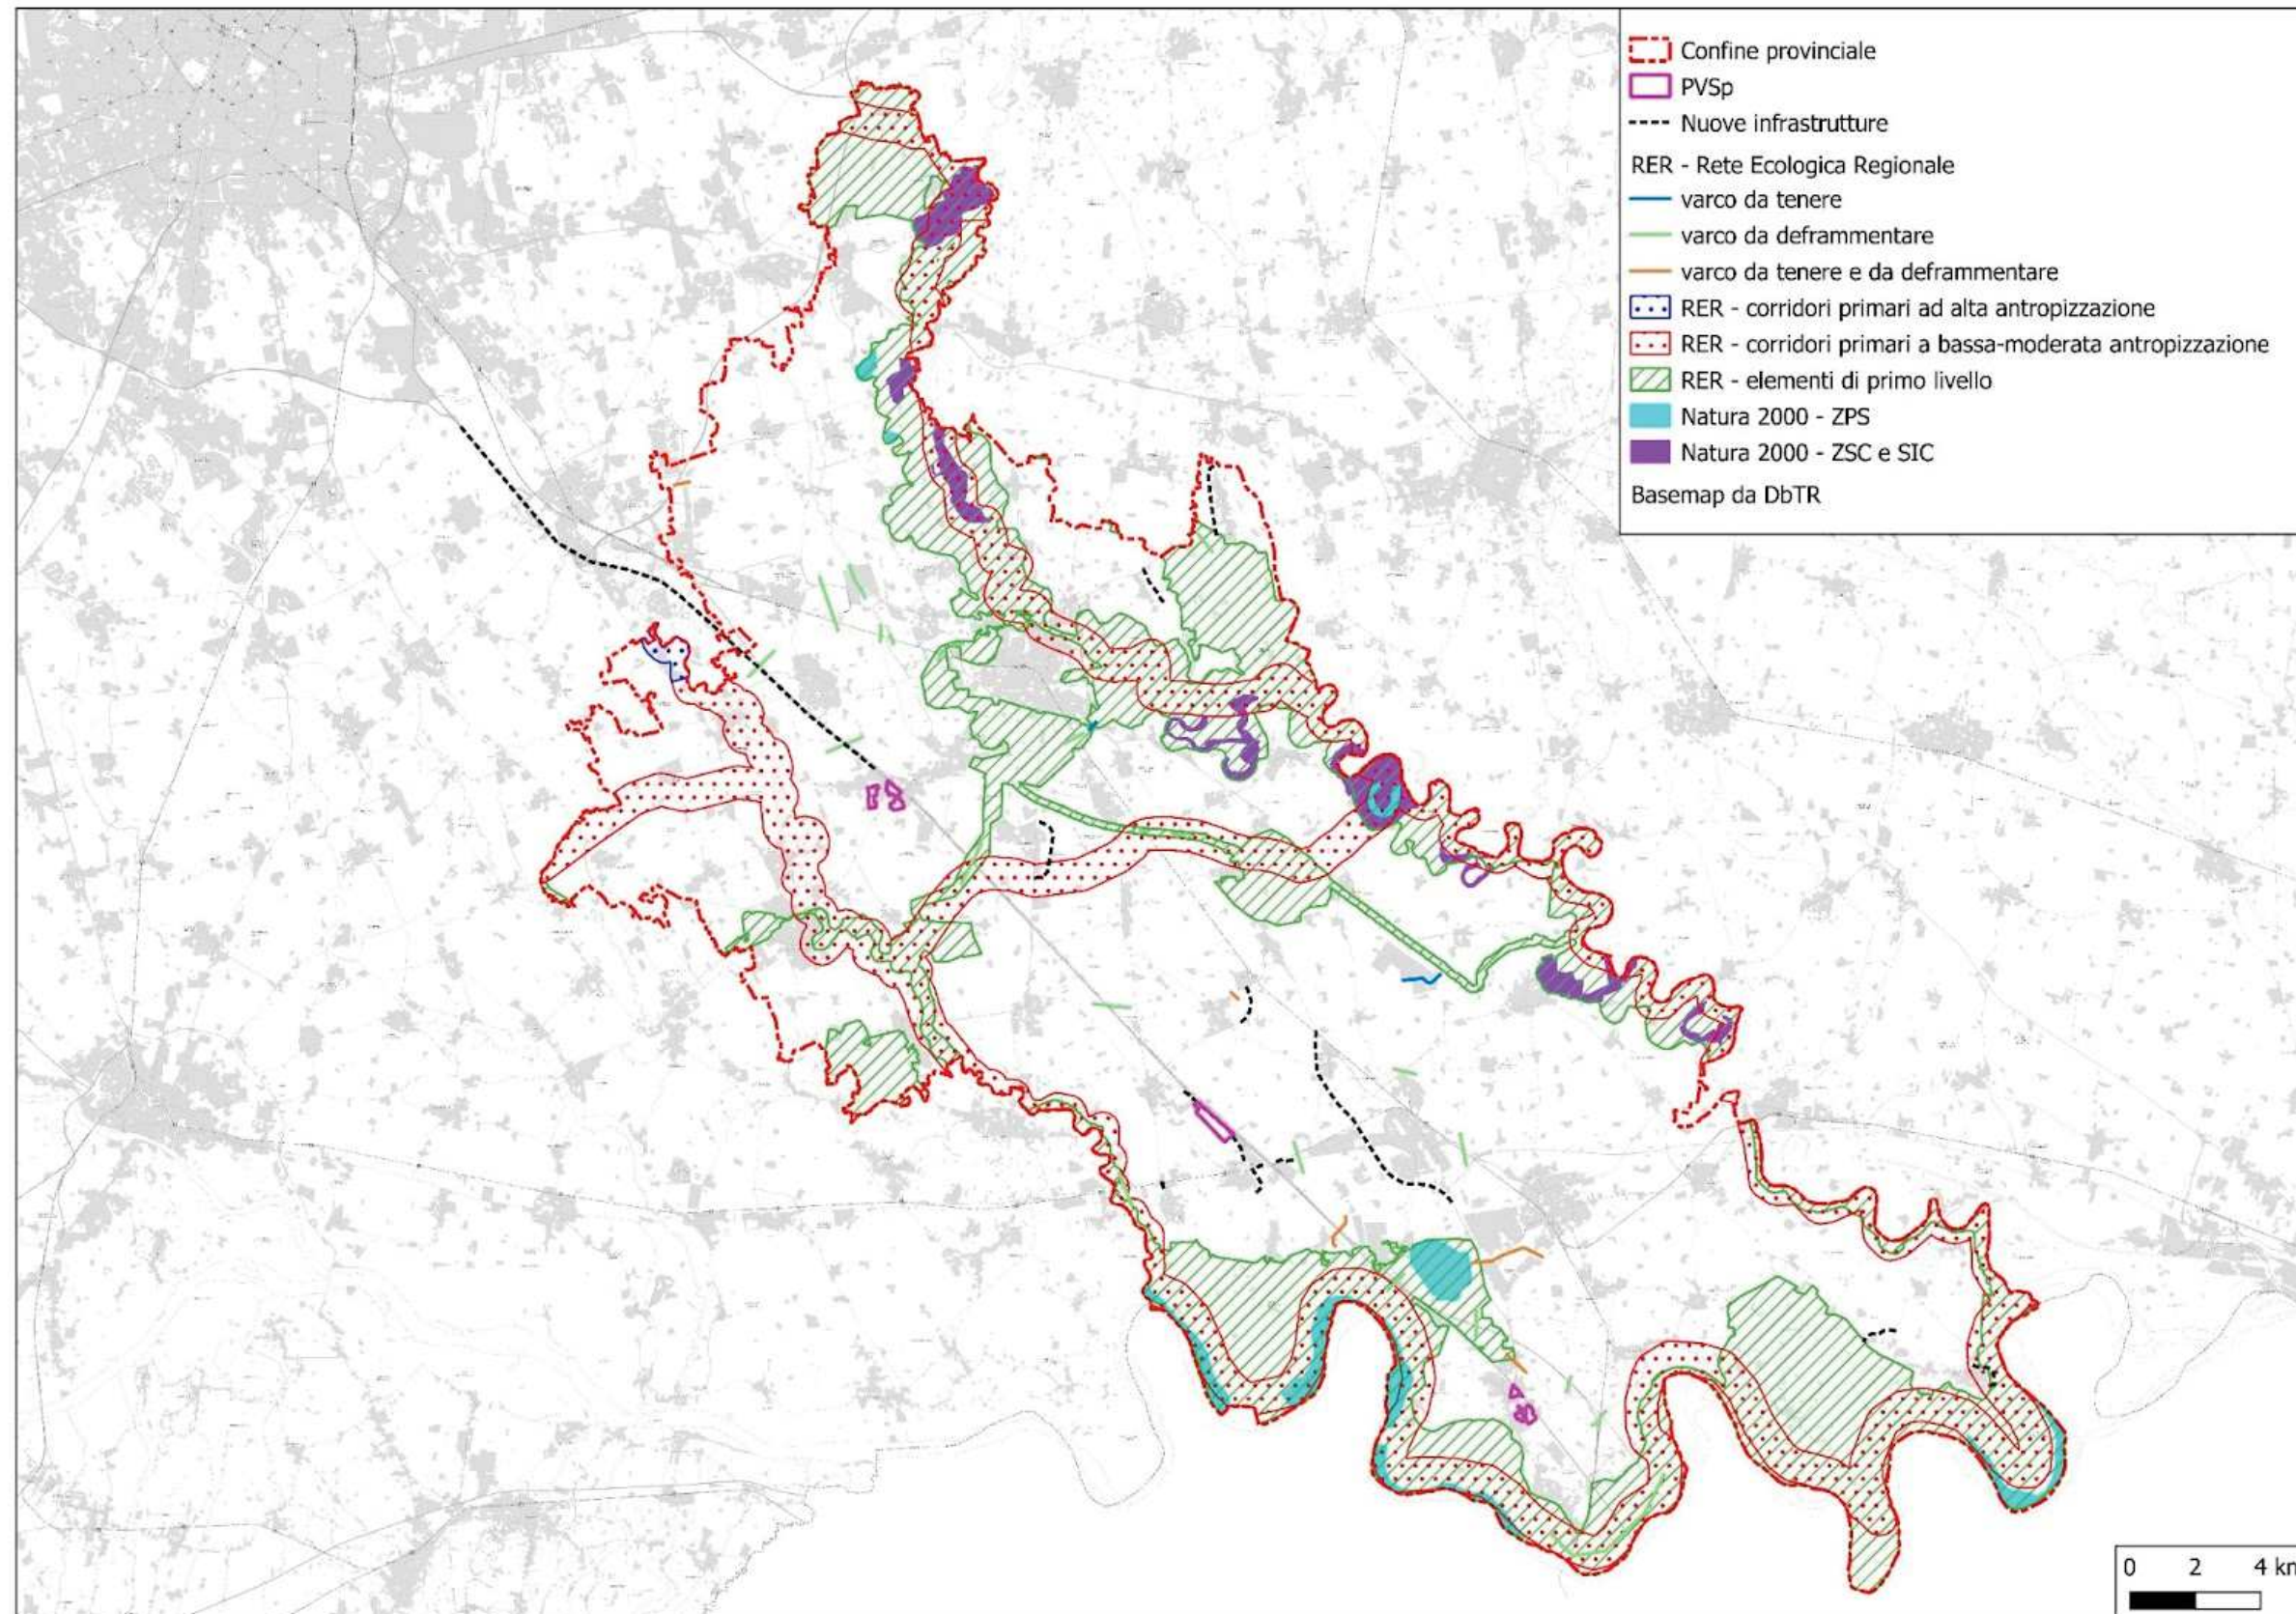 Confine provinciale
PVSp
Nuove infrastrutture
RER - Rete Ecologica Regionale
varco da tenere
varco da deframmentare
varco da tenere e da deframmentare
RER - corridori primari ad alta antropizzazione
RER - corridori primari a bassa-moderata antropizzazione
RER - elementi di primo livello
Natura 2000 - ZPS
Natura 2000 - ZSC e SIC
Basemap da DbTR
0 2 4 km